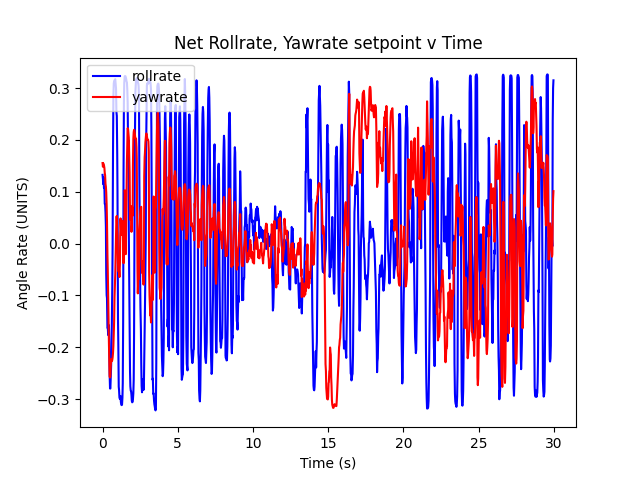 Net Rollrate, Yawrate setpoint v Time
rollrate
yawrate
Angle Rate (UNITS)
0.3
0.2
0.1
0.0
−0.1
−0.2
−0.3
0 5 10 15 20 25 30
Time (s)